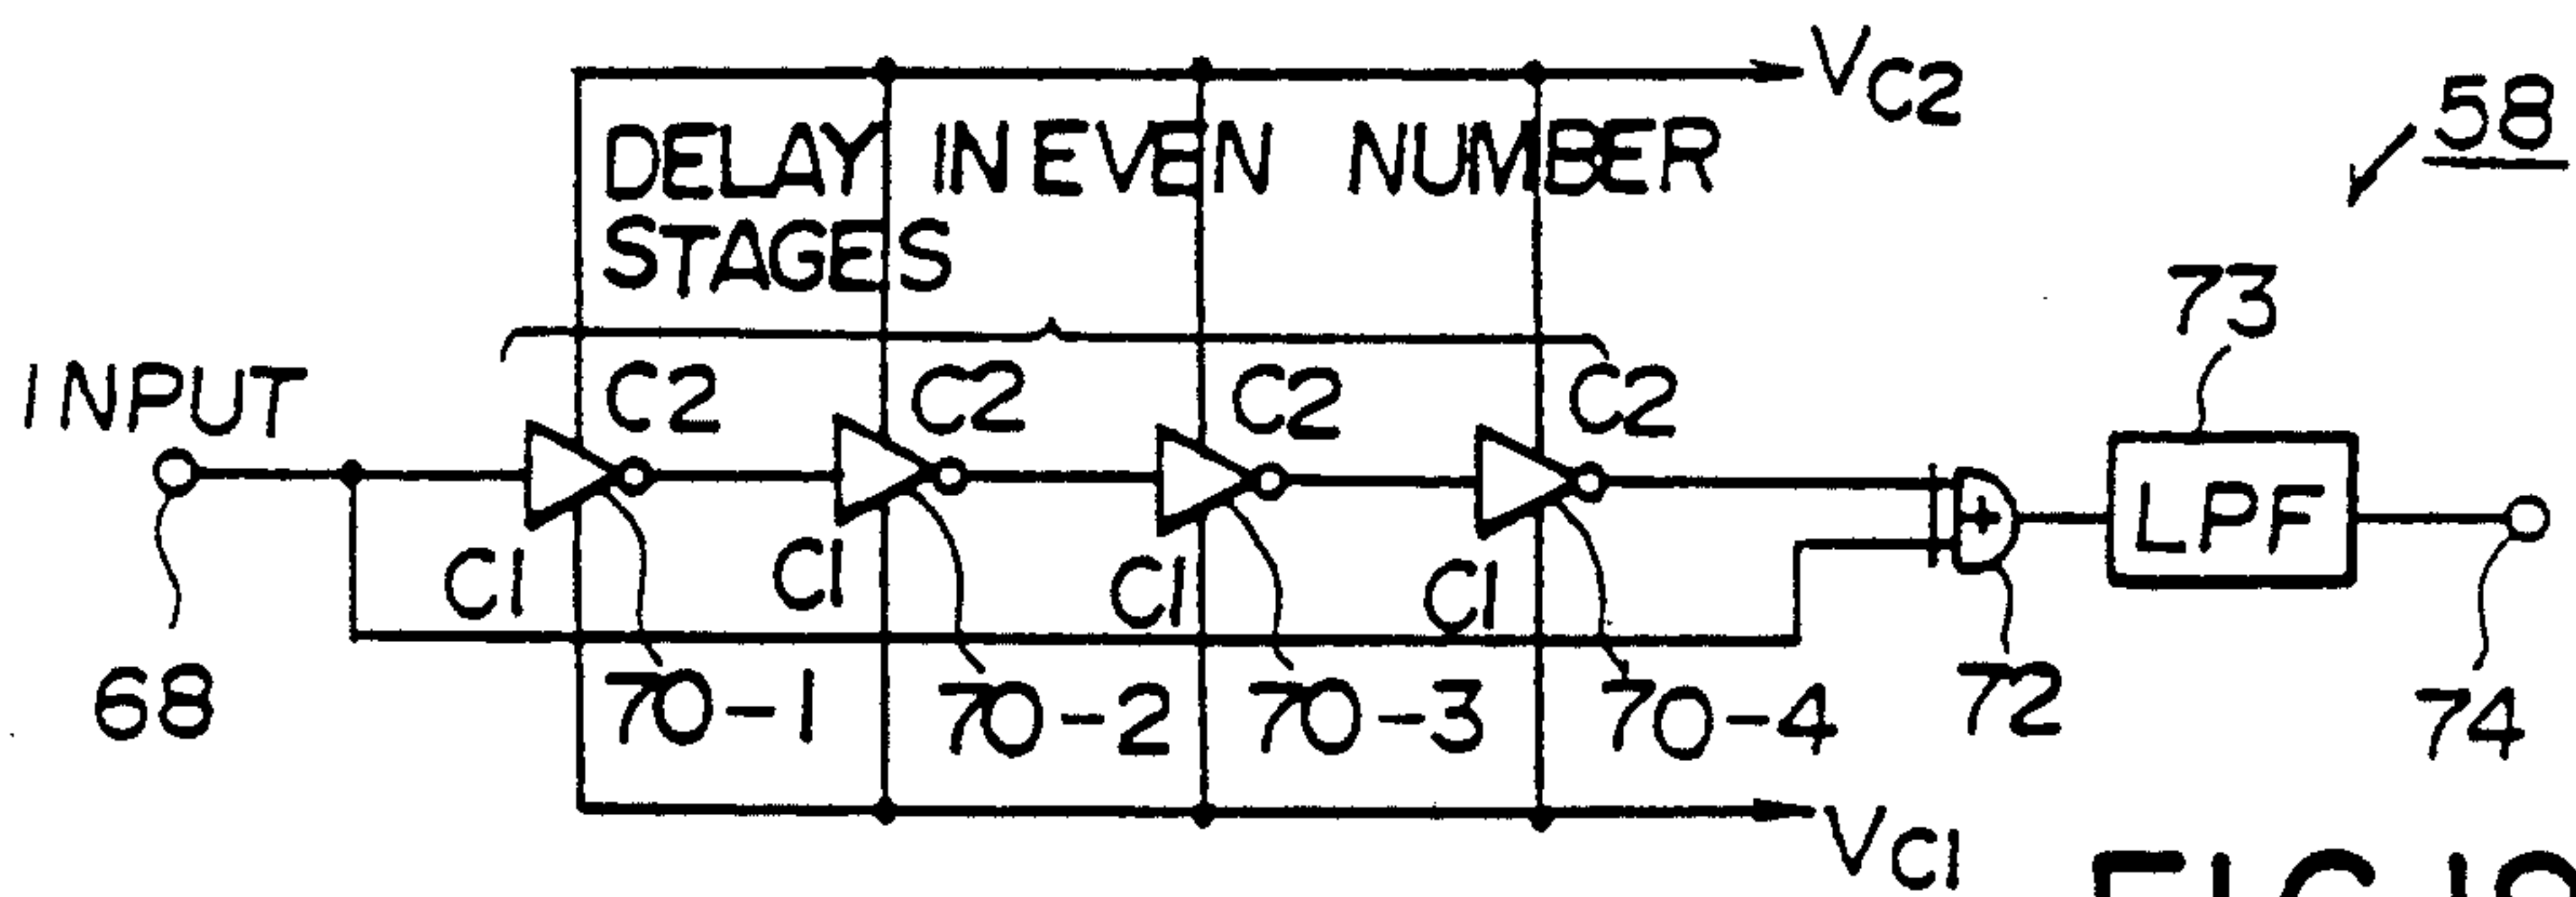 VC2
58
DELAY IN EVEN NUMBER
STAGES
73
INPUT
C2 C2 C2 C2
LPF
C1 C1 C1 C1
68 70-1 70-2 70-3 70-4 72 74
VC1